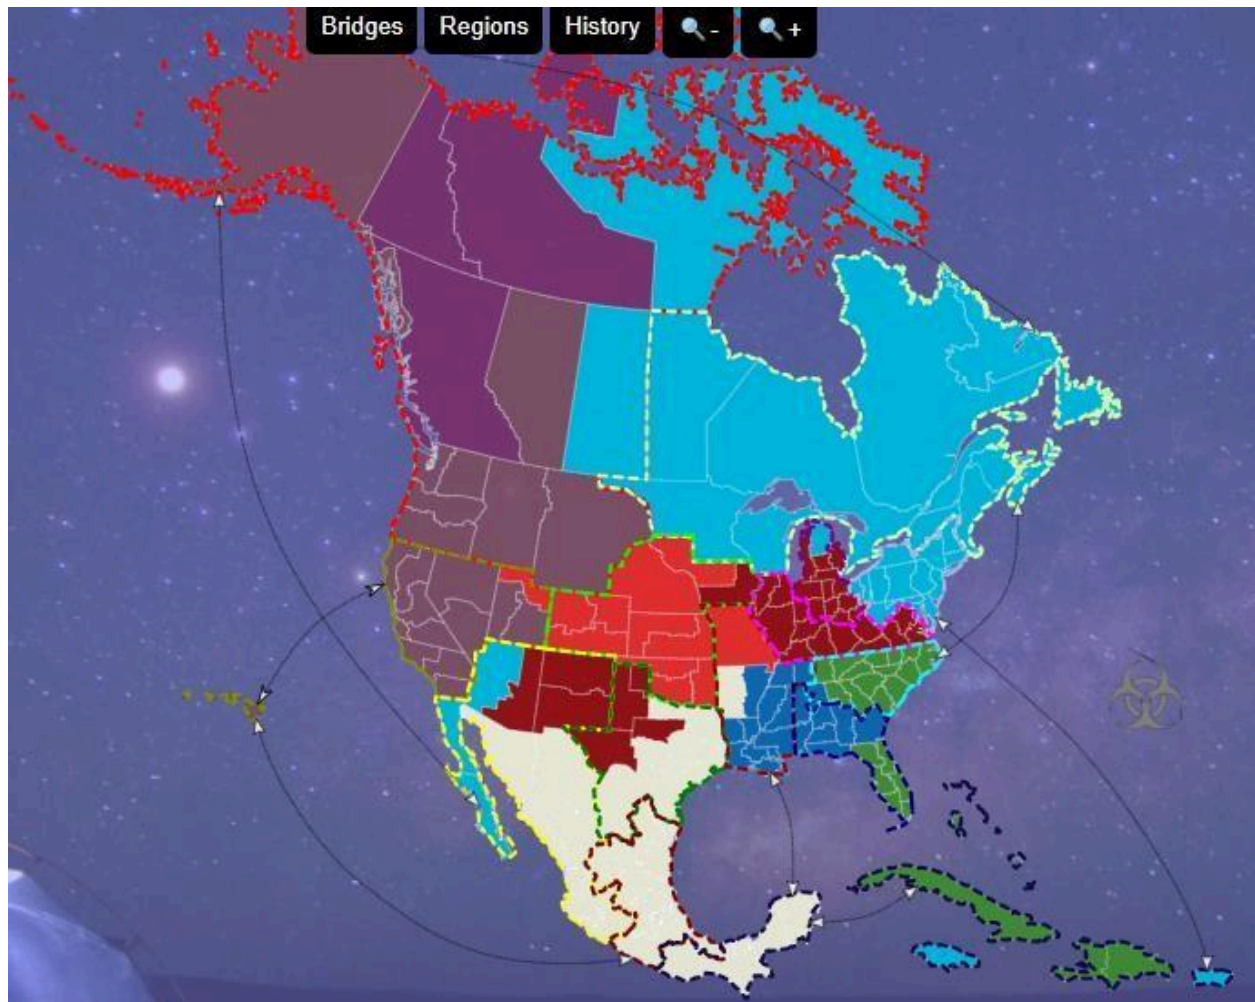 Bridges Regions History 🔍 - 🔍 +